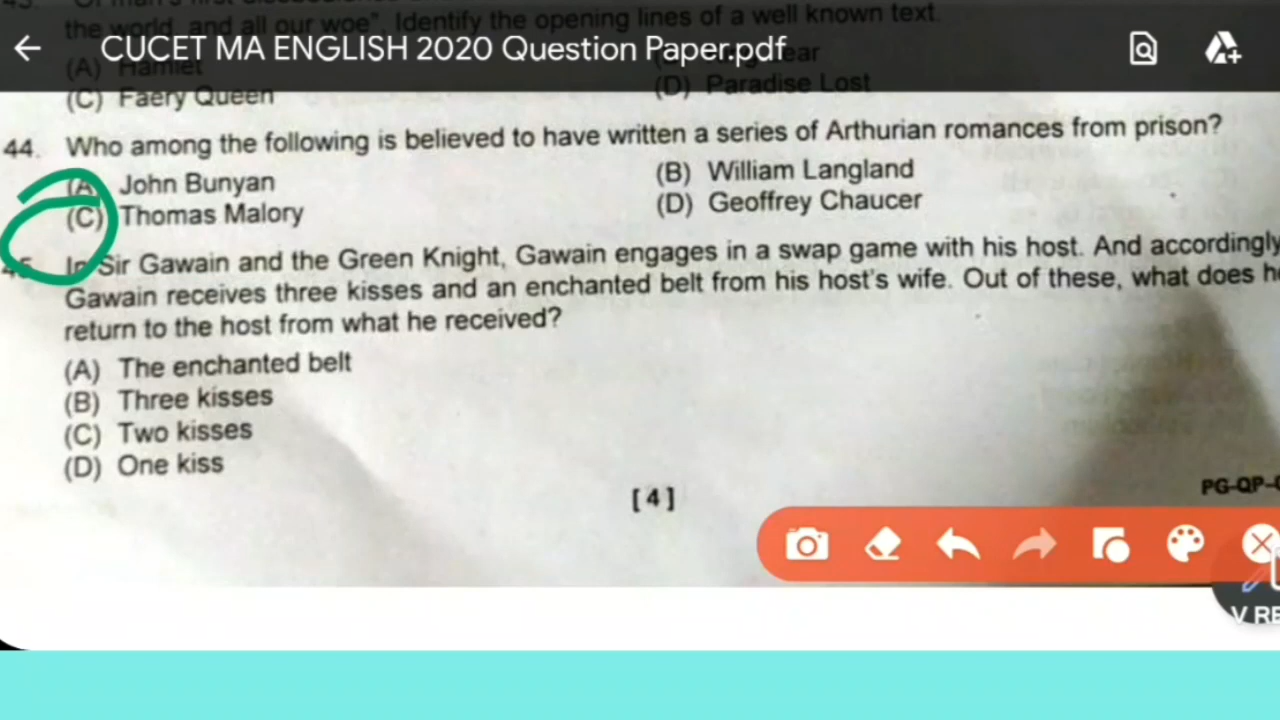 the world, and all our woe". Identify the opening lines of a well known text.
CUCET MA ENGLISH 2020 Question Paper.pdf
(A) Hamlet
(C) Faery Queen (D) Paradise Lost
44. Who among the following is believed to have written a series of Arthurian romances from prison?
(A) John Bunyan (B) William Langland
(C) Thomas Malory (D) Geoffrey Chaucer
45. In Sir Gawain and the Green Knight, Gawain engages in a swap game with his host. And accordingly
Gawain receives three kisses and an enchanted belt from his host's wife. Out of these, what does he
return to the host from what he received?
(A) The enchanted belt
(B) Three kisses
(C) Two kisses
(D) One kiss
[4]
PG-QP-
V RE